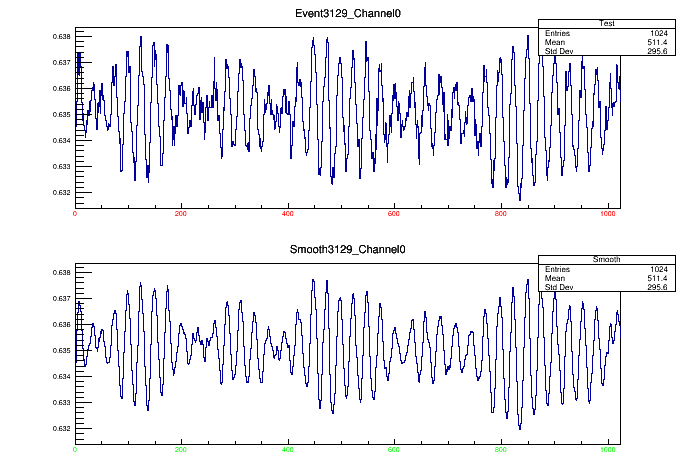 Event3129_Channel0
Test
Entries 1024
Mean 511.4
Std Dev 295.6
0.638
0.637
0.636
0.635
0.634
0.633
0.632
0 200 400 600 800 1000
Smooth3129_Channel0
Smooth
Entries 1024
Mean 511.4
Std Dev 295.6
0.638
0.637
0.636
0.635
0.634
0.633
0.632
0 200 400 600 800 1000